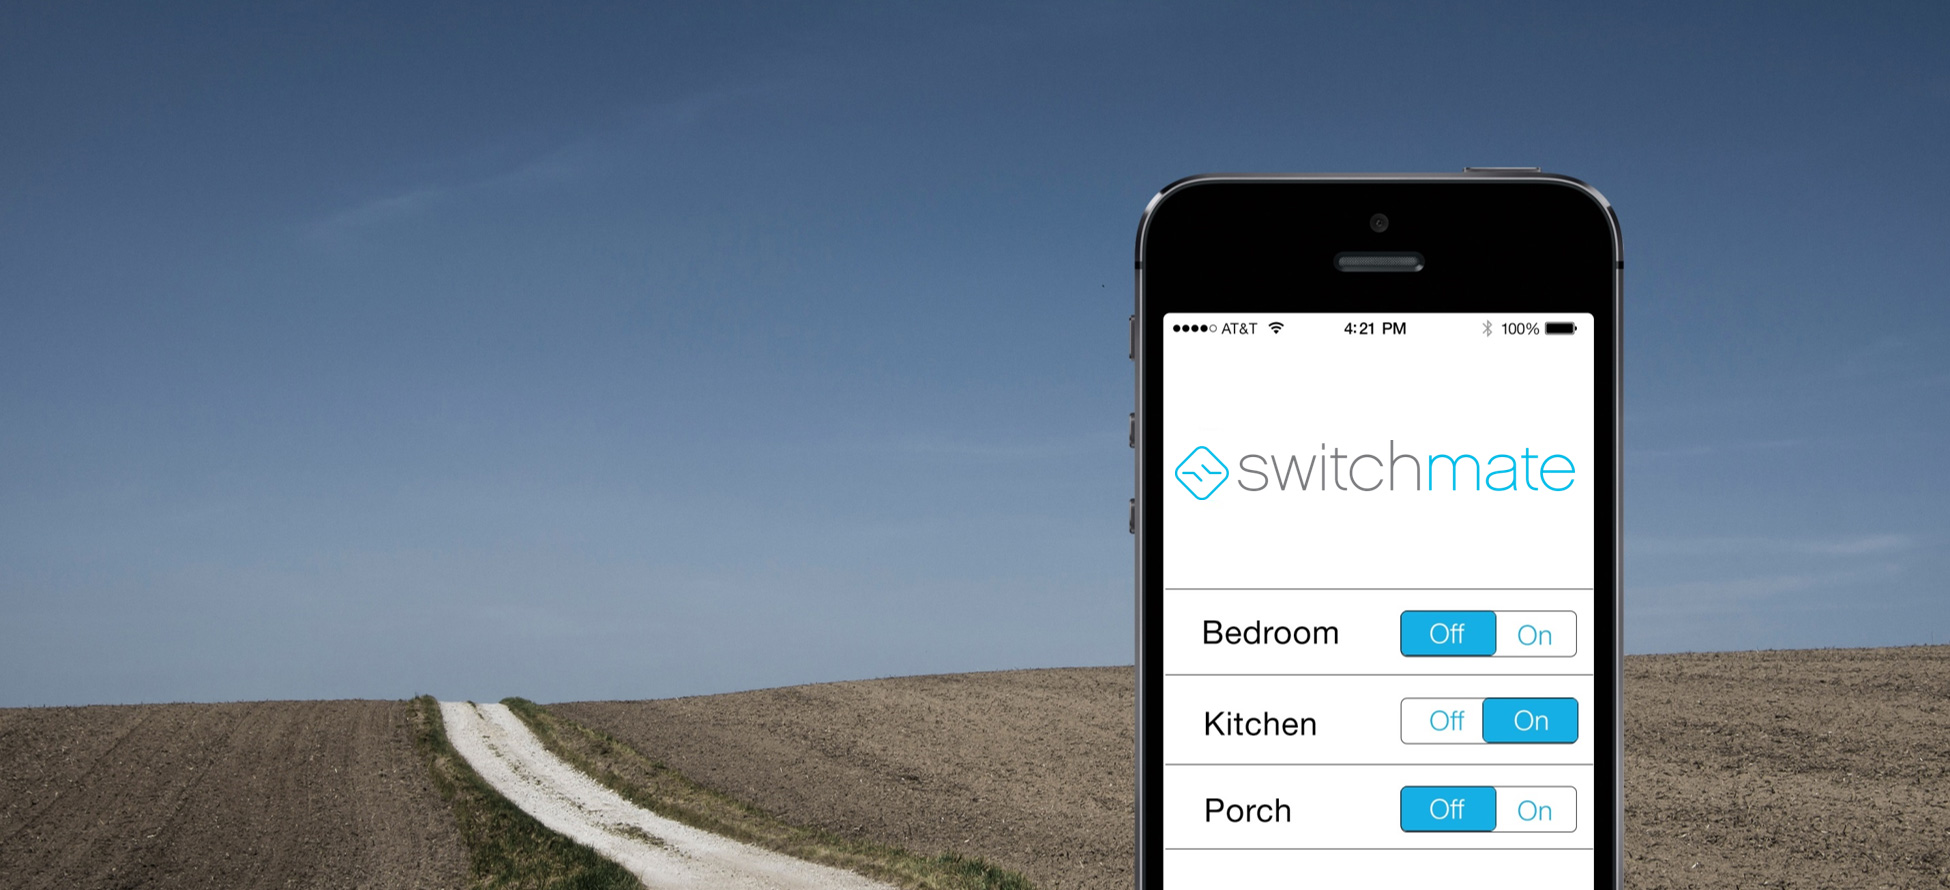 AT&T 4:21 PM 100%
switchmate
Bedroom Off On
Kitchen Off On
Porch Off On